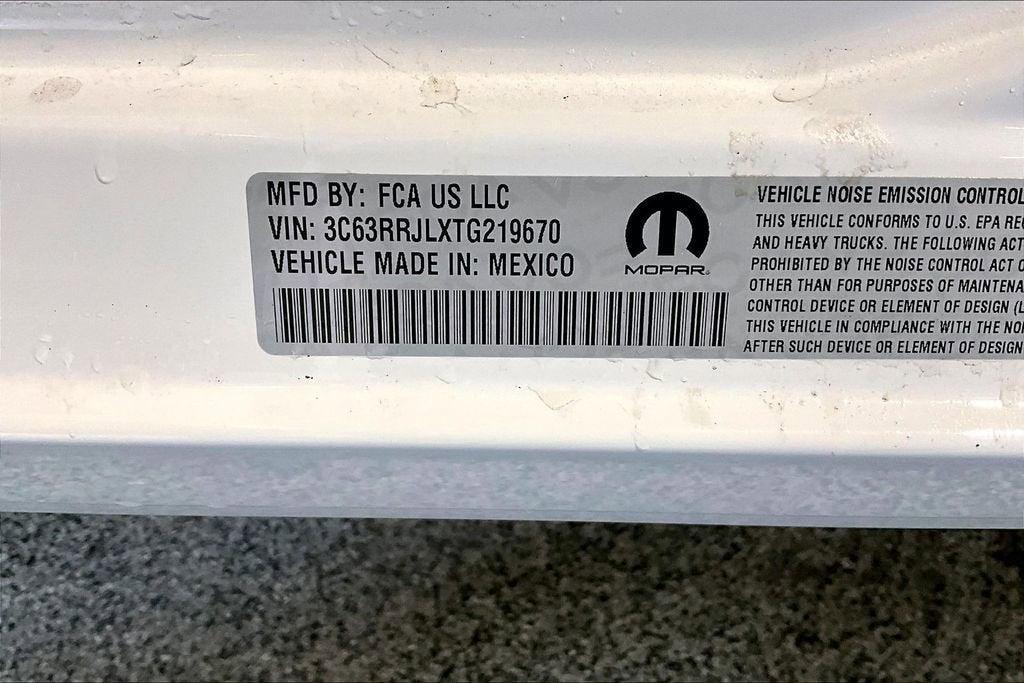 MFD BY: FCA US LLC
VIN: 3C63RRJLXTG219670
VEHICLE MADE IN: MEXICO
MOPAR
VEHICLE NOISE EMISSION CONTROL
THIS VEHICLE CONFORMS TO U.S. EPA
AND HEAVY TRUCKS. THE FOLLOWING ACT
PROHIBITED BY THE NOISE CONTROL ACT
OTHER THAN FOR PURPOSES OF
CONTROL DEVICE OR ELEMENT OF DESIGN
THIS VEHICLE IN COMPLIANCE WITH THE
AFTER SUCH DEVICE OR ELEMENT OF DESIGN